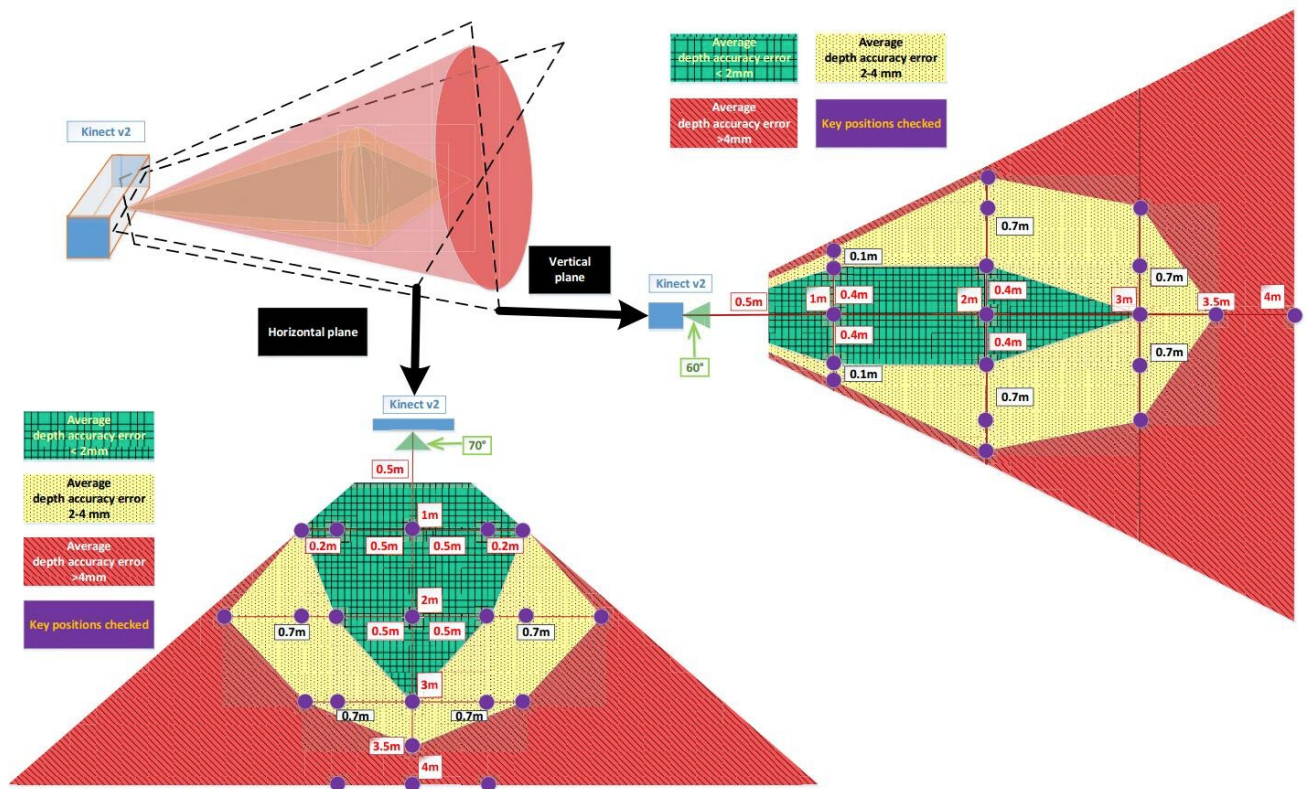 Kinect v2
Vertical
plane
Horizontal plane
Average
depth accuracy error
< 2mm
Average
depth accuracy error
2-4 mm
Average
depth accuracy error
>4mm
Key positions checked
Kinect v2
60°
0.5m
1m
0.1m
0.4m
0.4m
0.1m
2m
0.7m
0.4m
0.4m
0.7m
3m
0.7m
0.7m
3.5m
4m
Average
depth accuracy error
< 2mm
Average
depth accuracy error
2-4 mm
Average
depth accuracy error
>4mm
Key positions checked
Kinect v2
70°
0.5m
1m
0.2m
0.5m
0.5m
0.2m
2m
0.7m
0.5m
0.5m
0.7m
3m
0.7m
0.7m
3.5m
4m